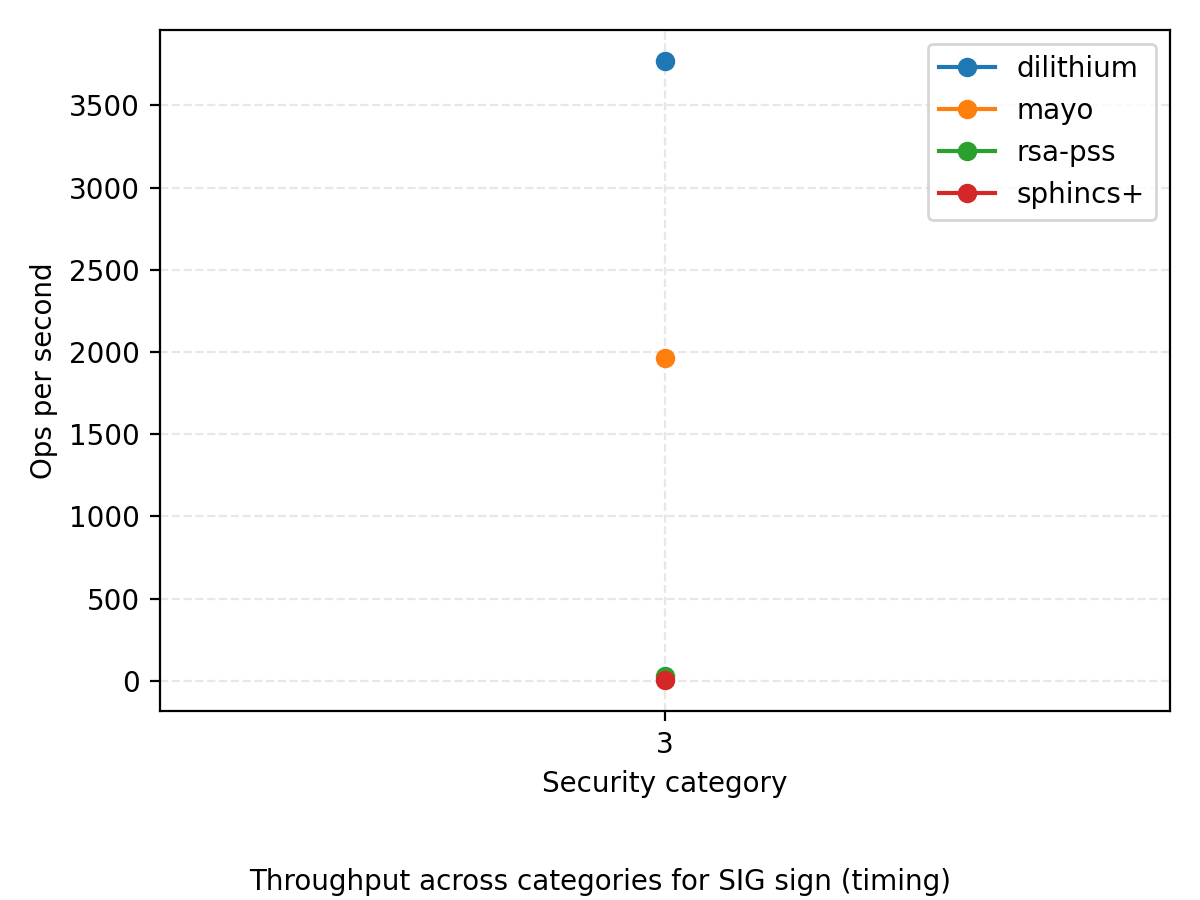 dilithium
mayo
rsa-pss
sphincs+
3500
3000
2500
2000
1500
1000
500
0
Ops per second
3
Security category
Throughput across categories for SIG sign (timing)